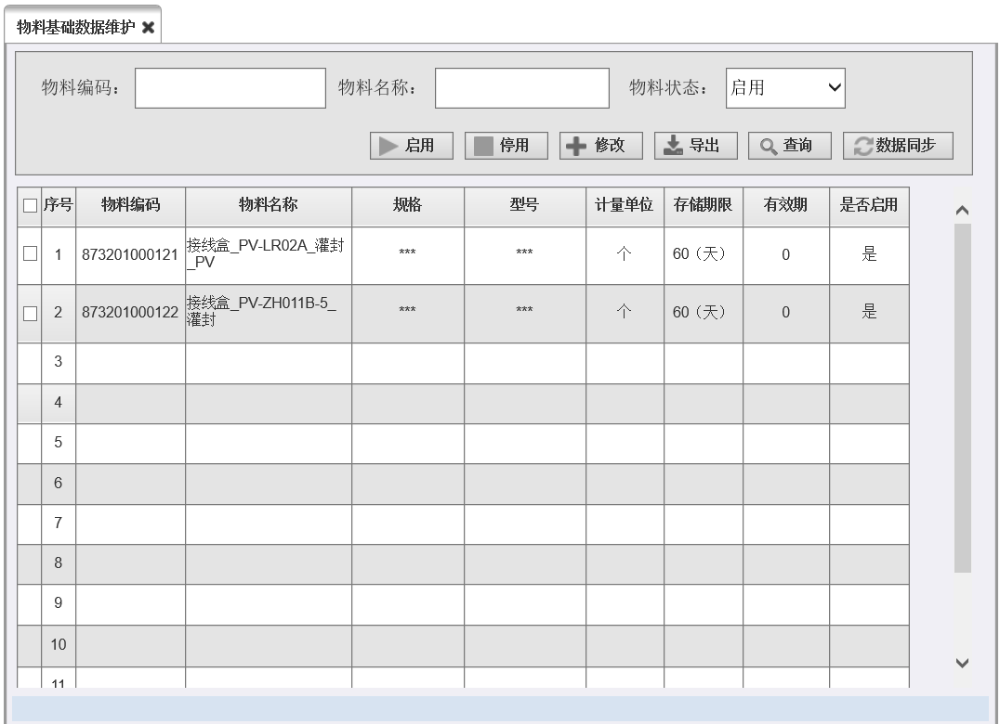 物料基础数据维护
物料编码： 物料名称： 物料状态： 启用
启用 停用 修改 导出 查询 数据同步
序号 物料编码 物料名称 规格 型号 计量单位 存储期限 有效期 是否启用
1 873201000121 接线盒_PV-LR02A_灌封 *** *** 个 60（天） 0 是
_PV
2 873201000122 接线盒_PV-ZH011B-5_ *** *** 个 60（天） 0 是
灌封
3
4
5
6
7
8
9
10
11